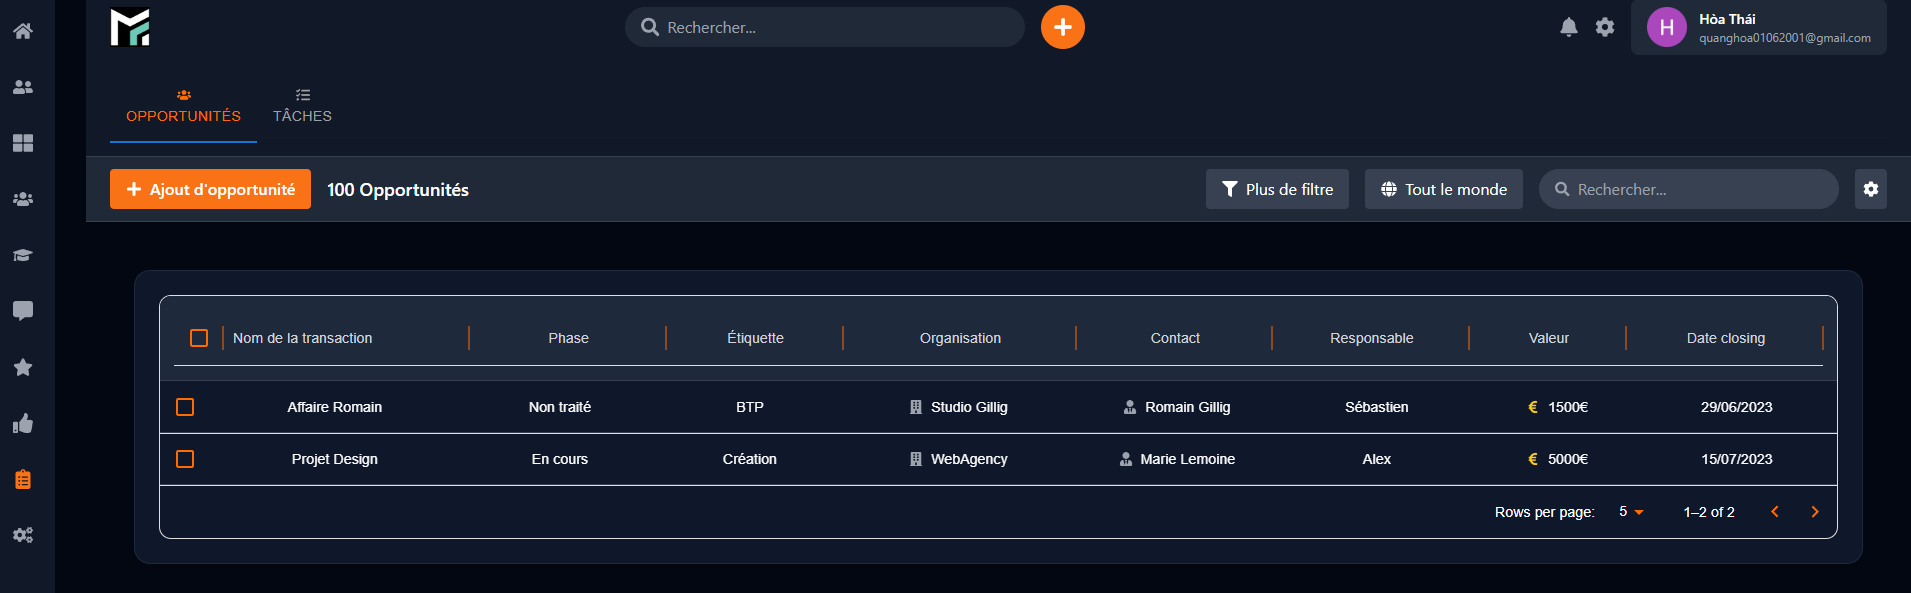 Rechercher...
Hòa Thái
quanghoa01062001@gmail.com
H
OPPORTUNITÉS TÂCHES
Ajout d'opportunité 100 Opportunités Plus de filtre Tout le monde Rechercher...
Nom de la transaction Phase Étiquette Organisation Contact Responsable Valeur Date closing
Affaire Romain Non traité BTP Studio Gillig Romain Gillig Sébastien € 1500€ 29/06/2023
Projet Design En cours Création WebAgency Marie Lemoine Alex € 5000€ 15/07/2023
Rows per page: 5 1–2 of 2